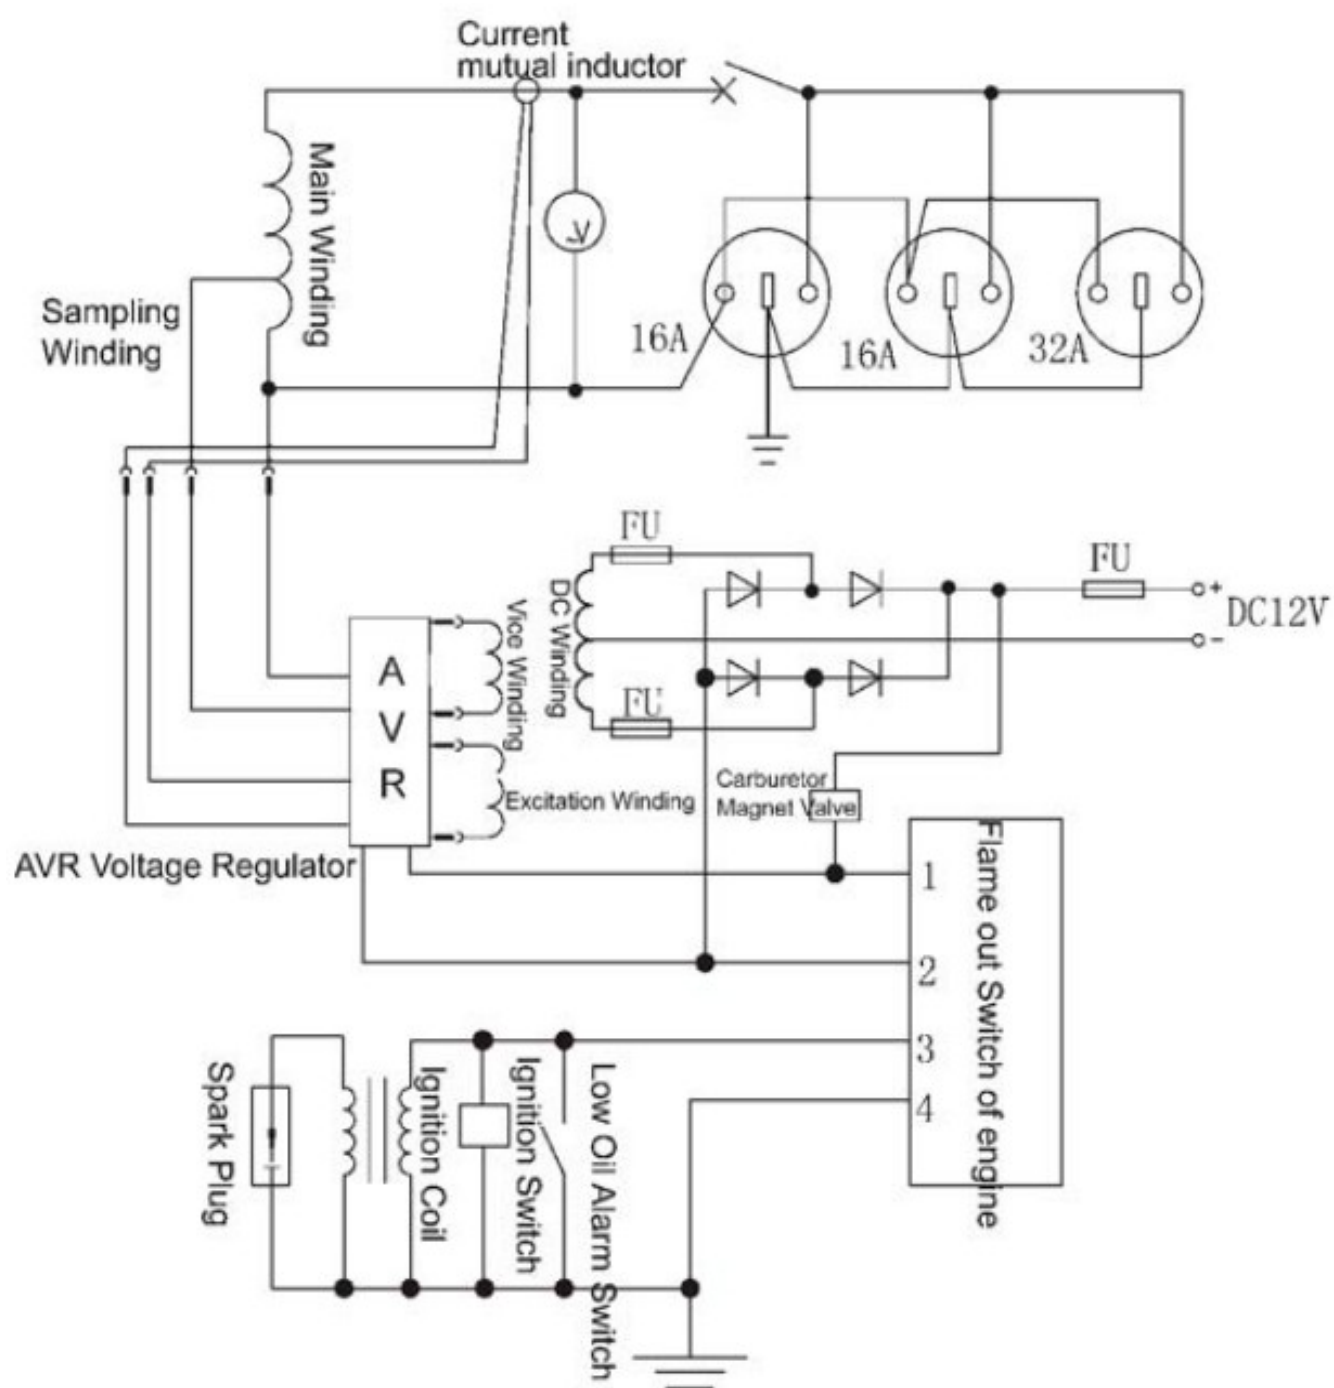 Current
mutual inductor
Main Winding
~V
Sampling
Winding
16A
16A
32A
FU
FU
DC Winding
Vice Winding
+
DC12V
−
A
V
R
FU
Excitation Winding
Carburetor
Magnet Valve
AVR Voltage Regulator
1
2
3
4
Flame out Switch of engine
Spark Plug
Ignition Coil
Ignition Switch
Low Oil Alarm Switch